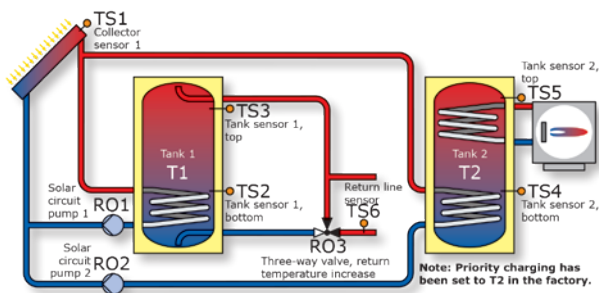 TS1
Collector
sensor 1
Tank sensor 2,
top
TS5
TS3
Tank sensor 1,
top
Tank 1
T1
Tank 2
T2
Solar
circuit
pump 1
RO1
TS2
Tank sensor 1,
bottom
Return line
sensor
TS6
TS4
Tank sensor 2,
bottom
RO3
Solar
circuit
pump 2
RO2
Three-way valve, return
temperature increase
Note: Priority charging has
been set to T2 in the factory.